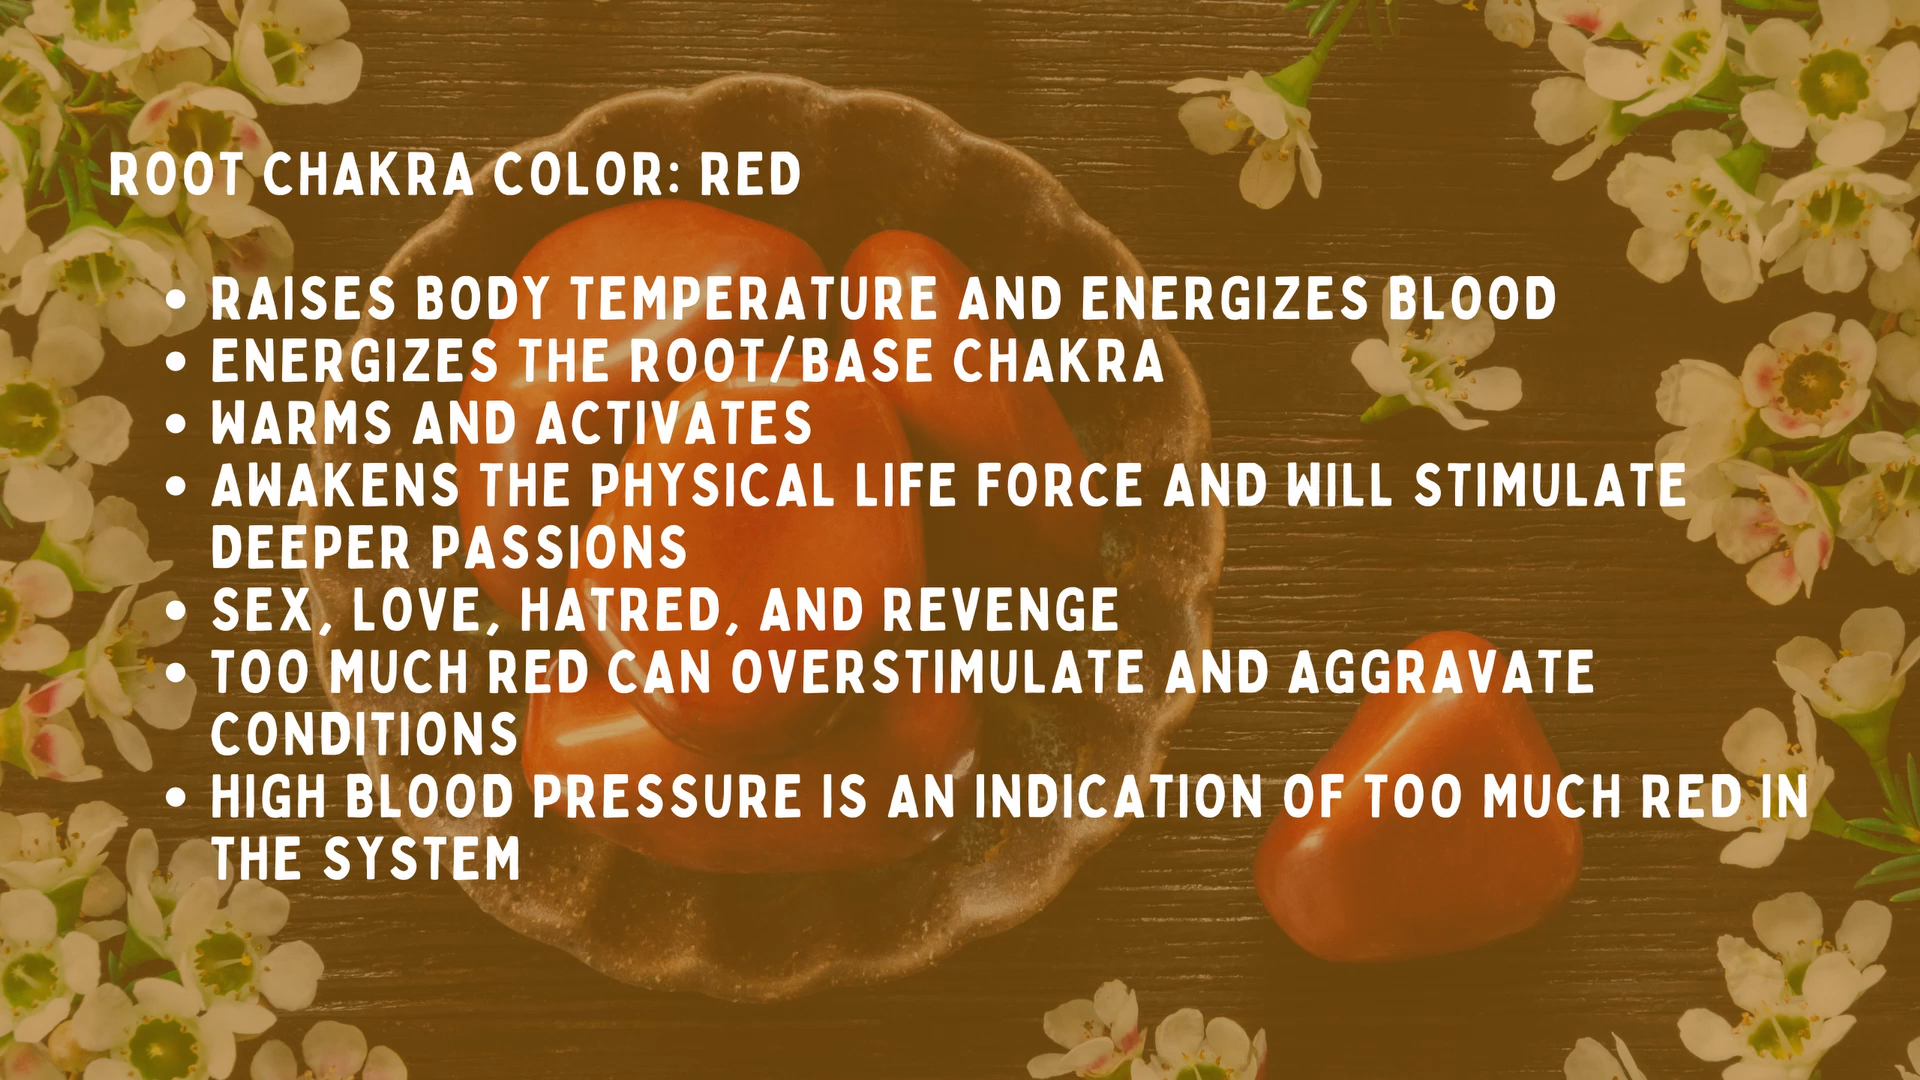 ROOT CHAKRA COLOR: RED
• RAISES BODY TEMPERATURE AND ENERGIZES BLOOD
• ENERGIZES THE ROOT/BASE CHAKRA
• WARMS AND ACTIVATES
• AWAKENS THE PHYSICAL LIFE FORCE AND WILL STIMULATE
DEEPER PASSIONS
• SEX, LOVE, HATRED, AND REVENGE
• TOO MUCH RED CAN OVERSTIMULATE AND AGGRAVATE
CONDITIONS
• HIGH BLOOD PRESSURE IS AN INDICATION OF TOO MUCH RED IN
THE SYSTEM